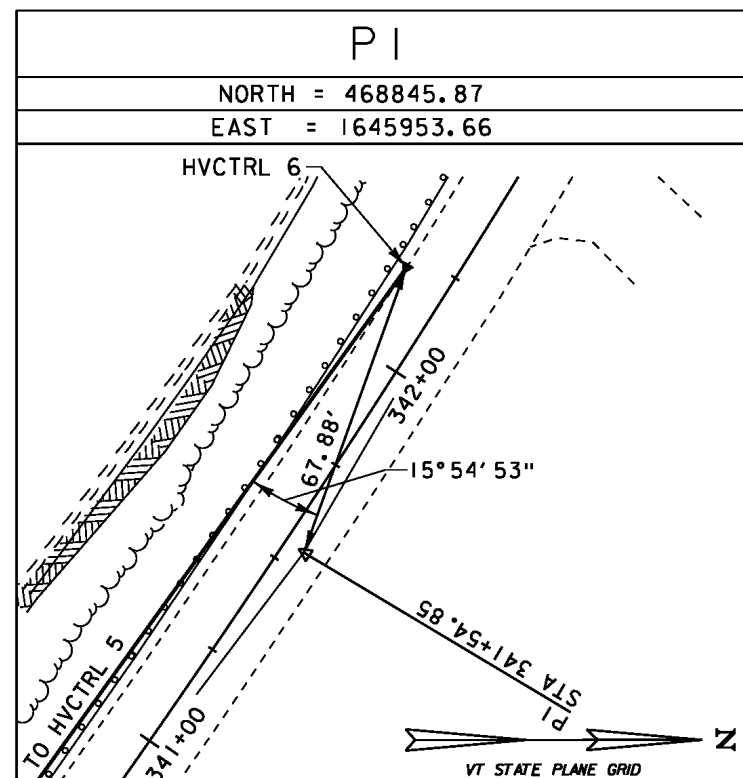 PI
NORTH = 468845.87
EAST = 1645953.66
HVCTRL 6
342+00
67.88'
15°54'53"
STA 341+54.85
PI
TO HVCTRL 5
341+00
N
VT STATE PLANE GRID